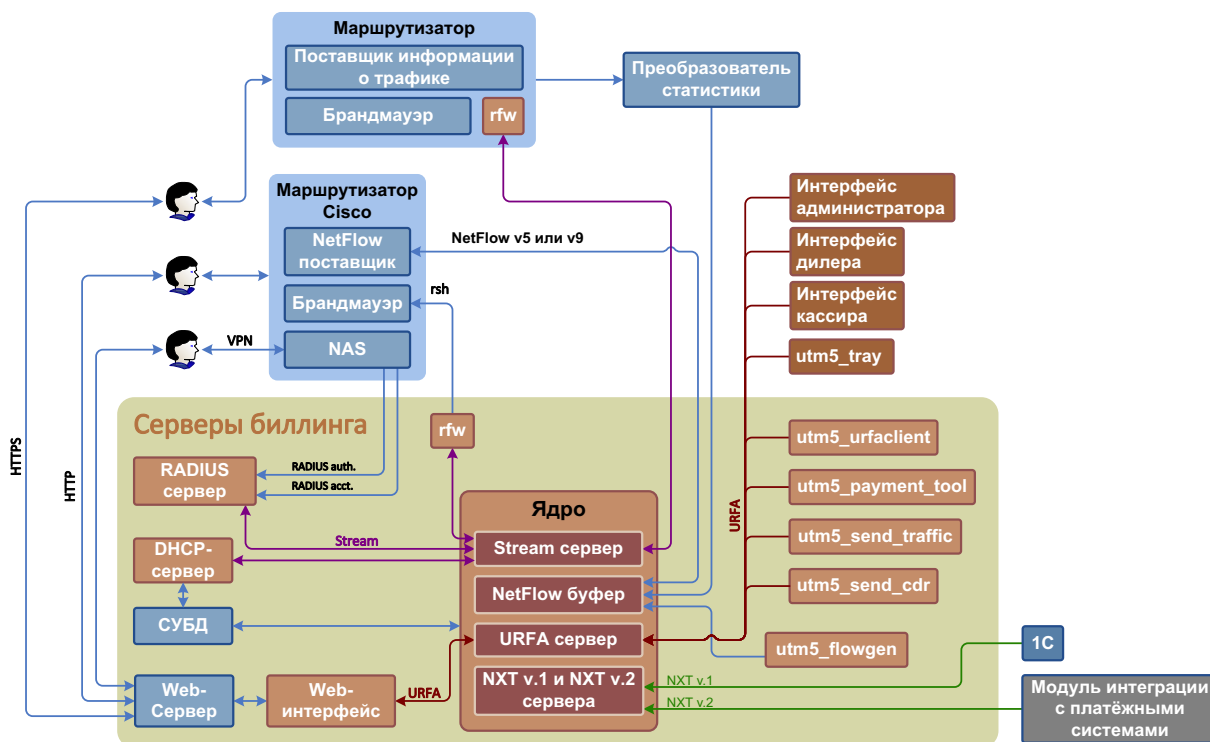 Маршрутизатор
Поставщик информации
о трафике
Брандмауэр
rfw
Преобразователь
статистики
Маршрутизатор
Cisco
NetFlow
поставщик
Брандмауэр
NAS
NetFlow v5 или v9
rsh
VPN
HTTPS
HTTP
Интерфейс
администратора
Интерфейс
дилера
Интерфейс
кассира
utm5_tray
Серверы биллинга
rfw
RADIUS
сервер
RADIUS auth.
RADIUS acct.
Stream
DHCP-
сервер
СУБД
Web-
Сервер
Web-
интерфейс
URFA
Ядро
Stream сервер
NetFlow буфер
URFA сервер
NXT v.1 и NXT v.2
сервера
URFA
utm5_urfaclient
utm5_payment_tool
utm5_send_traffic
utm5_send_cdr
utm5_flowgen
NXT v.1
NXT v.2
1С
Модуль интеграции
с платёжными
системами